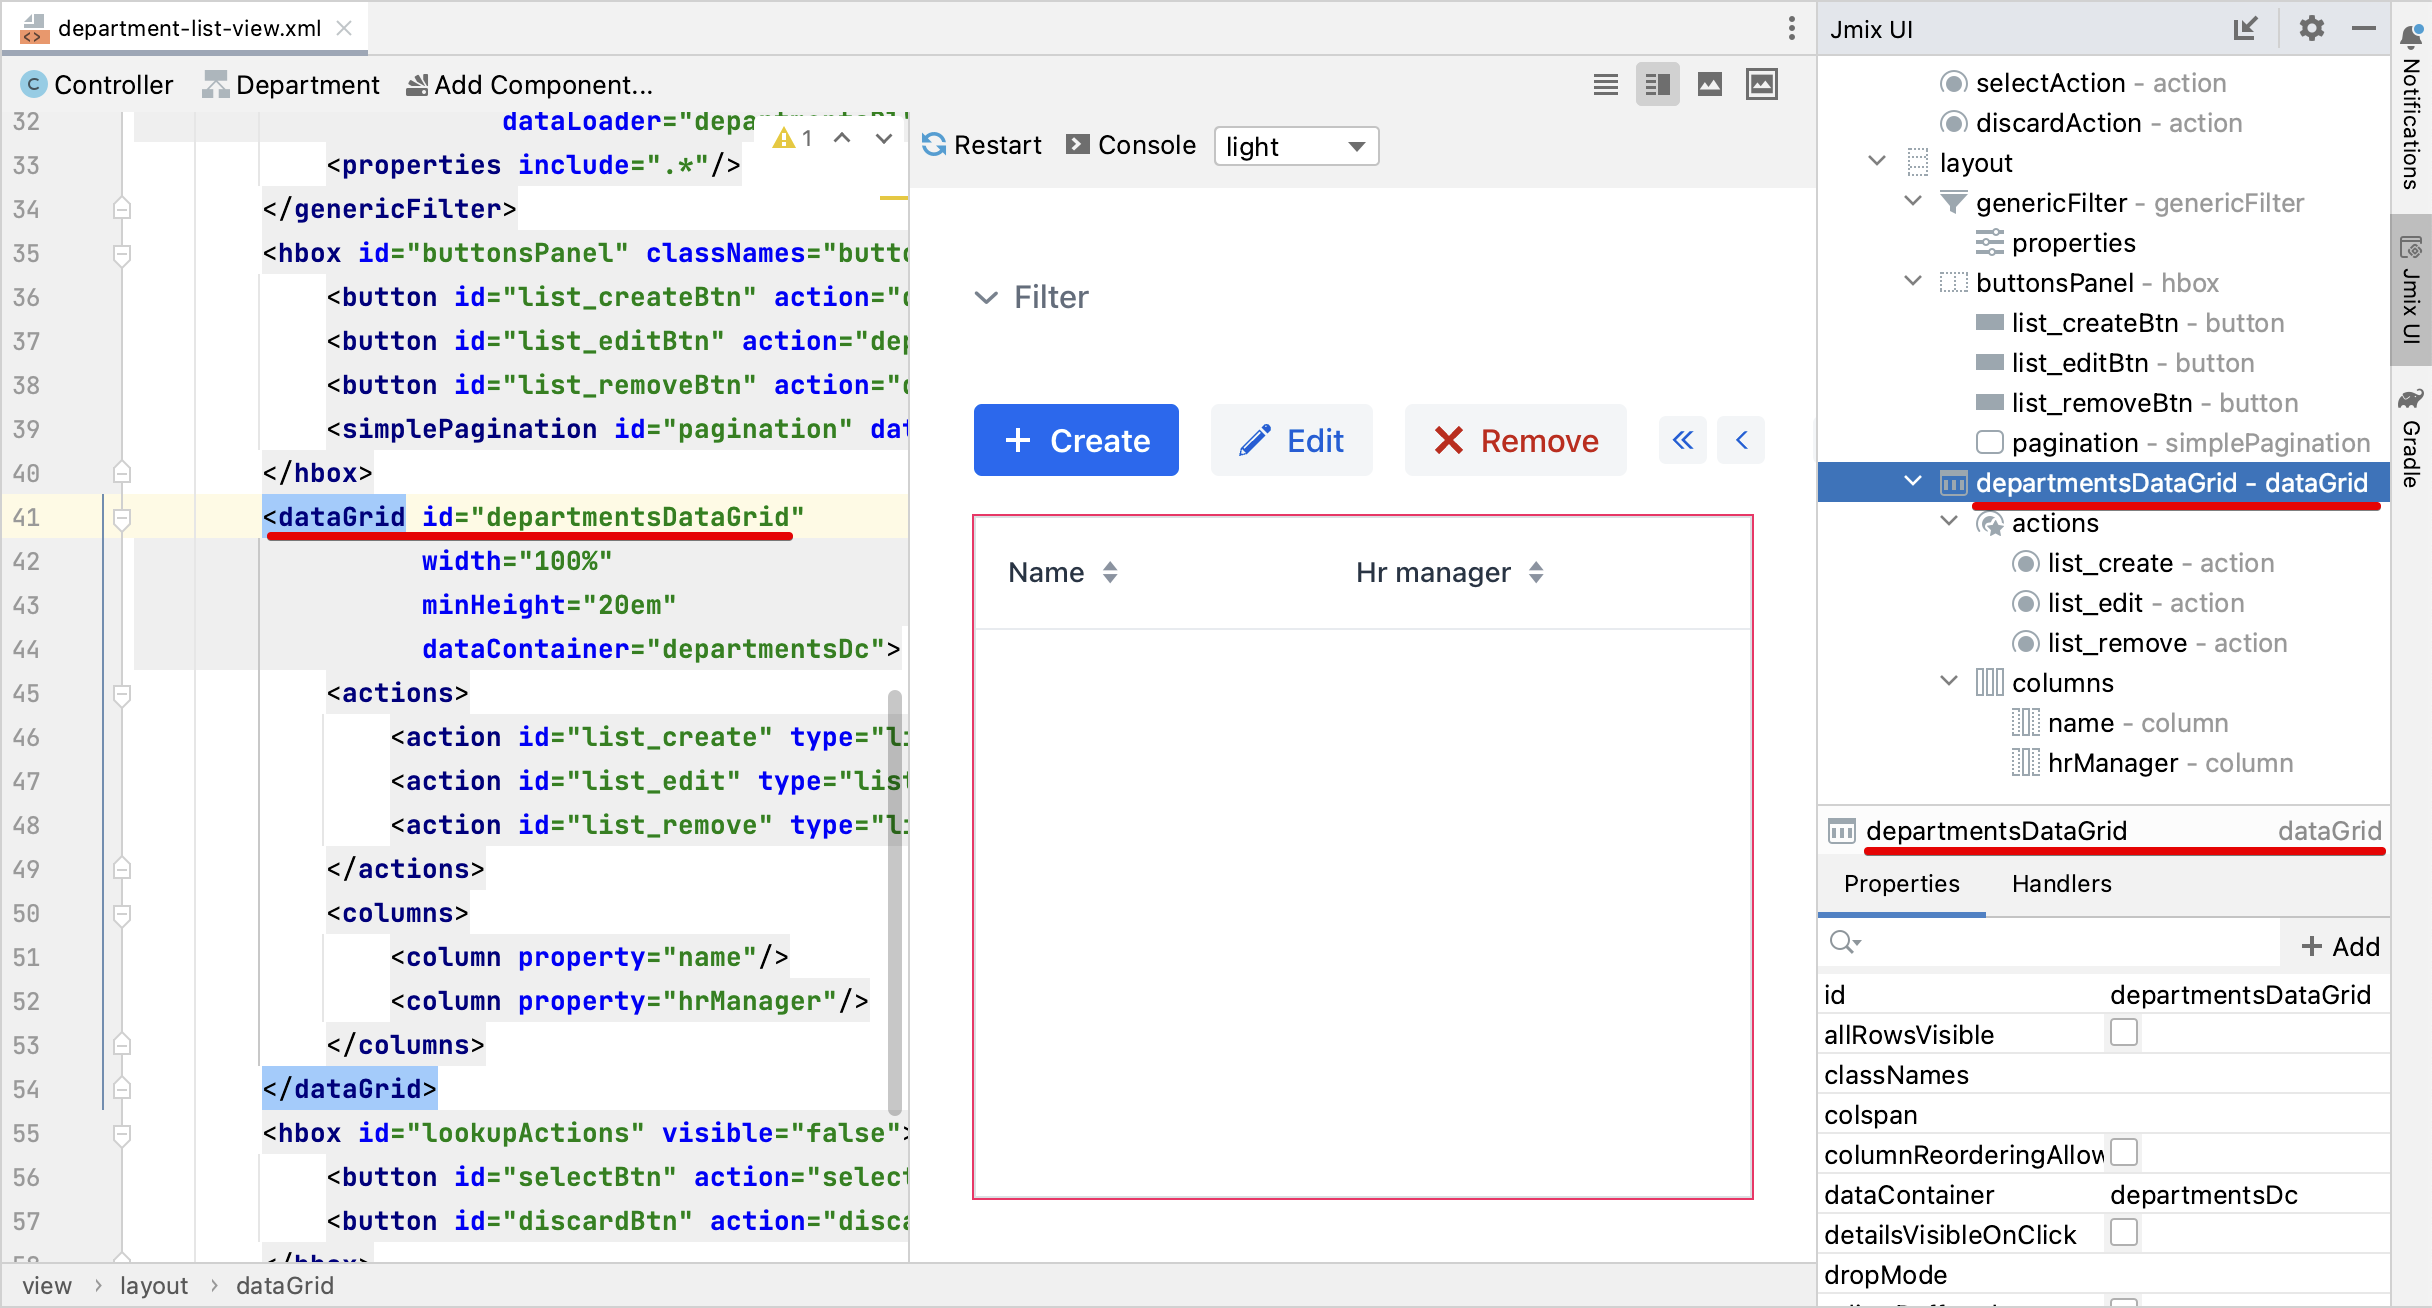 department-list-view.xml
Controller Department Add Component...
32 dataLoader="departmentsDl"
33 <properties include=".*"/>
34 </genericFilter>
35 <hbox id="buttonsPanel" classNames="butto
36 <button id="list_createBtn" action="
37 <button id="list_editBtn" action="dep
38 <button id="list_removeBtn" action="
39 <simplePagination id="pagination" dat
40 </hbox>
41 <dataGrid id="departmentsDataGrid"
42 width="100%"
43 minHeight="20em"
44 dataContainer="departmentsDc">
45 <actions>
46 <action id="list_create" type="li
47 <action id="list_edit" type="list
48 <action id="list_remove" type="li
49 </actions>
50 <columns>
51 <column property="name"/>
52 <column property="hrManager"/>
53 </columns>
54 </dataGrid>
55 <hbox id="lookupActions" visible="false">
56 <button id="selectBtn" action="select
57 <button id="discardBtn" action="disca
58 </hbox>
1
view › layout › dataGrid
Restart Console light
Filter
+ Create Edit Remove « ‹
Name Hr manager
Jmix UI
selectAction - action
discardAction - action
layout
genericFilter - genericFilter
properties
buttonsPanel - hbox
list_createBtn - button
list_editBtn - button
list_removeBtn - button
pagination - simplePagination
departmentsDataGrid - dataGrid
actions
list_create - action
list_edit - action
list_remove - action
columns
name - column
hrManager - column
departmentsDataGrid dataGrid
Properties Handlers
+ Add
id departmentsDataGrid
allRowsVisible
classNames
colspan
columnReorderingAllow
dataContainer departmentsDc
detailsVisibleOnClick
dropMode
Notifications
Jmix UI
Gradle